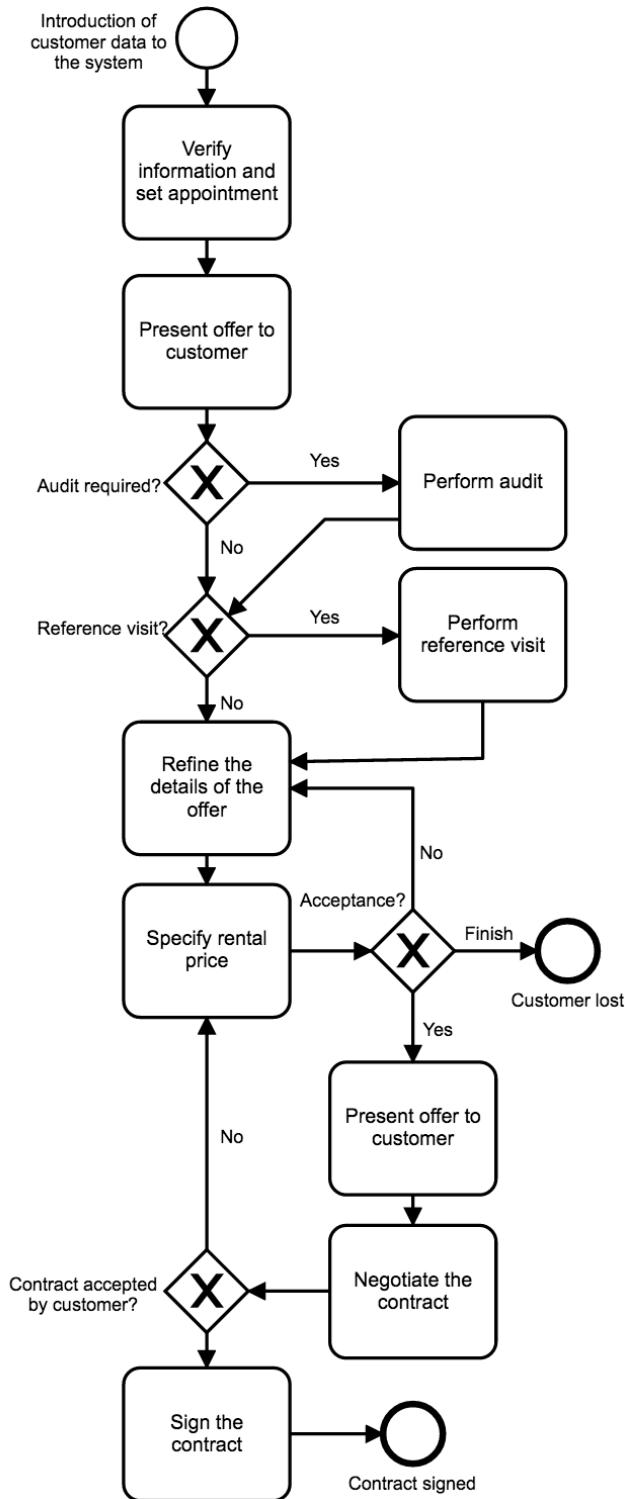 Introduction of
customer data to
the system
Verify
information and
set appointment
Present offer to
customer
Audit required?
X
Yes
Perform audit
No
Reference visit?
X
Yes
Perform
reference visit
No
Refine the
details of the
offer
No
Acceptance?
Specify rental
price
X
Finish
Customer lost
Yes
Present offer to
customer
No
Negotiate the
contract
Contract accepted
by customer?
X
Sign the
contract
Contract signed